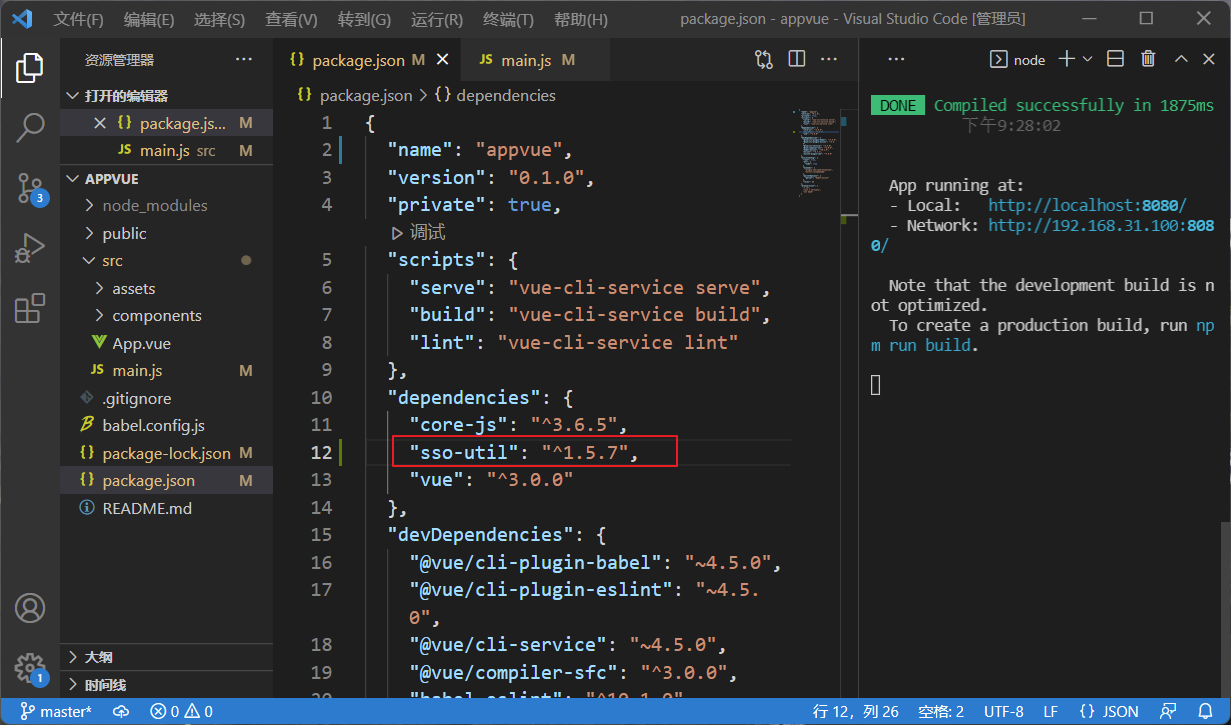 文件(F) 编辑(E) 选择(S) 查看(V) 转到(G) 运行(R) 终端(T) 帮助(H) package.json - appvue - Visual Studio Code [管理员]
资源管理器
打开的编辑器
package.js... M
JS main.js src M
APPVUE
node_modules
public
src
assets
components
App.vue
JS main.js M
.gitignore
babel.config.js
{} package-lock.json M
{} package.json M
README.md
大纲
时间线
3
1
{} package.json M
JS main.js M
{} package.json > {} dependencies
1 {
2 "name": "appvue",
3 "version": "0.1.0",
4 "private": true,
调试
5 "scripts": {
6 "serve": "vue-cli-service serve",
7 "build": "vue-cli-service build",
8 "lint": "vue-cli-service lint"
9 },
10 "dependencies": {
11 "core-js": "^3.6.5",
12 "sso-util": "^1.5.7",
13 "vue": "^3.0.0"
14 },
15 "devDependencies": {
16 "@vue/cli-plugin-babel": "~4.5.0",
17 "@vue/cli-plugin-eslint": "~4.5.
0",
18 "@vue/cli-service": "~4.5.0",
19 "@vue/compiler-sfc": "^3.0.0",
node
DONE Compiled successfully in 1875ms
下午9:28:02
App running at:
- Local: http://localhost:8080/
- Network: http://192.168.31.100:808
0/
Note that the development build is n
ot optimized.
To create a production build, run np
m run build.
master* 0 0 行 12，列 26 空格: 2 UTF-8 LF {} JSON